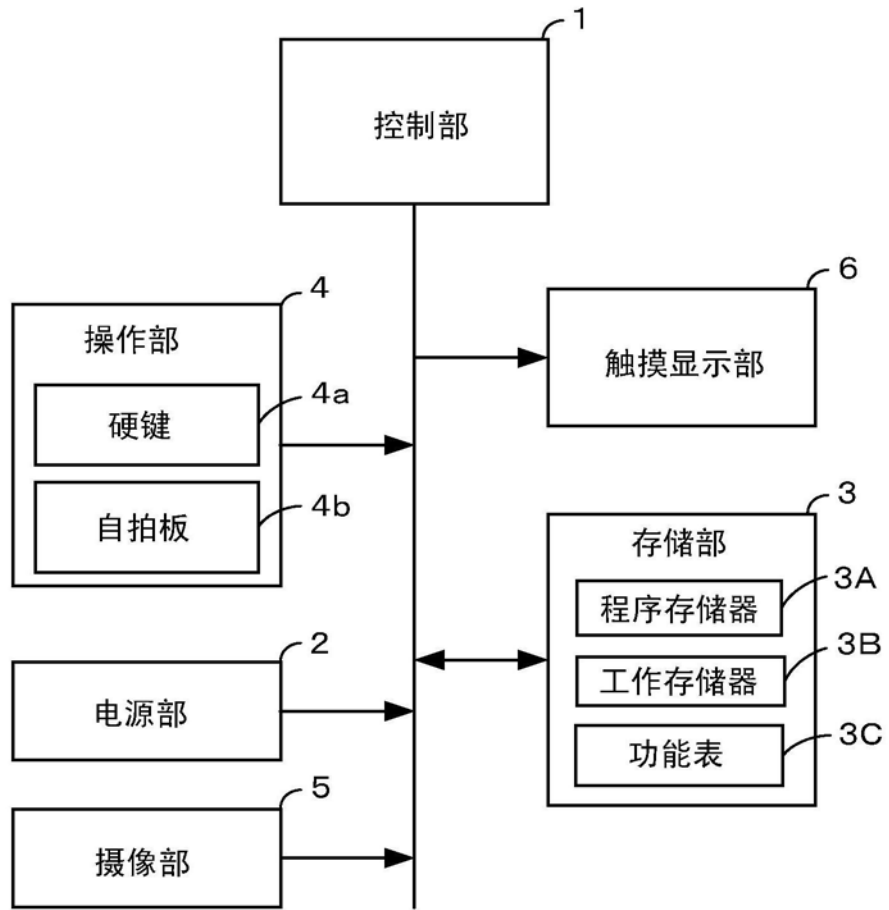 1
控制部
4
操作部
硬键
4a
自拍板
4b
6
触摸显示部
3
存储部
程序存储器
3A
工作存储器
3B
功能表
3C
2
电源部
5
摄像部